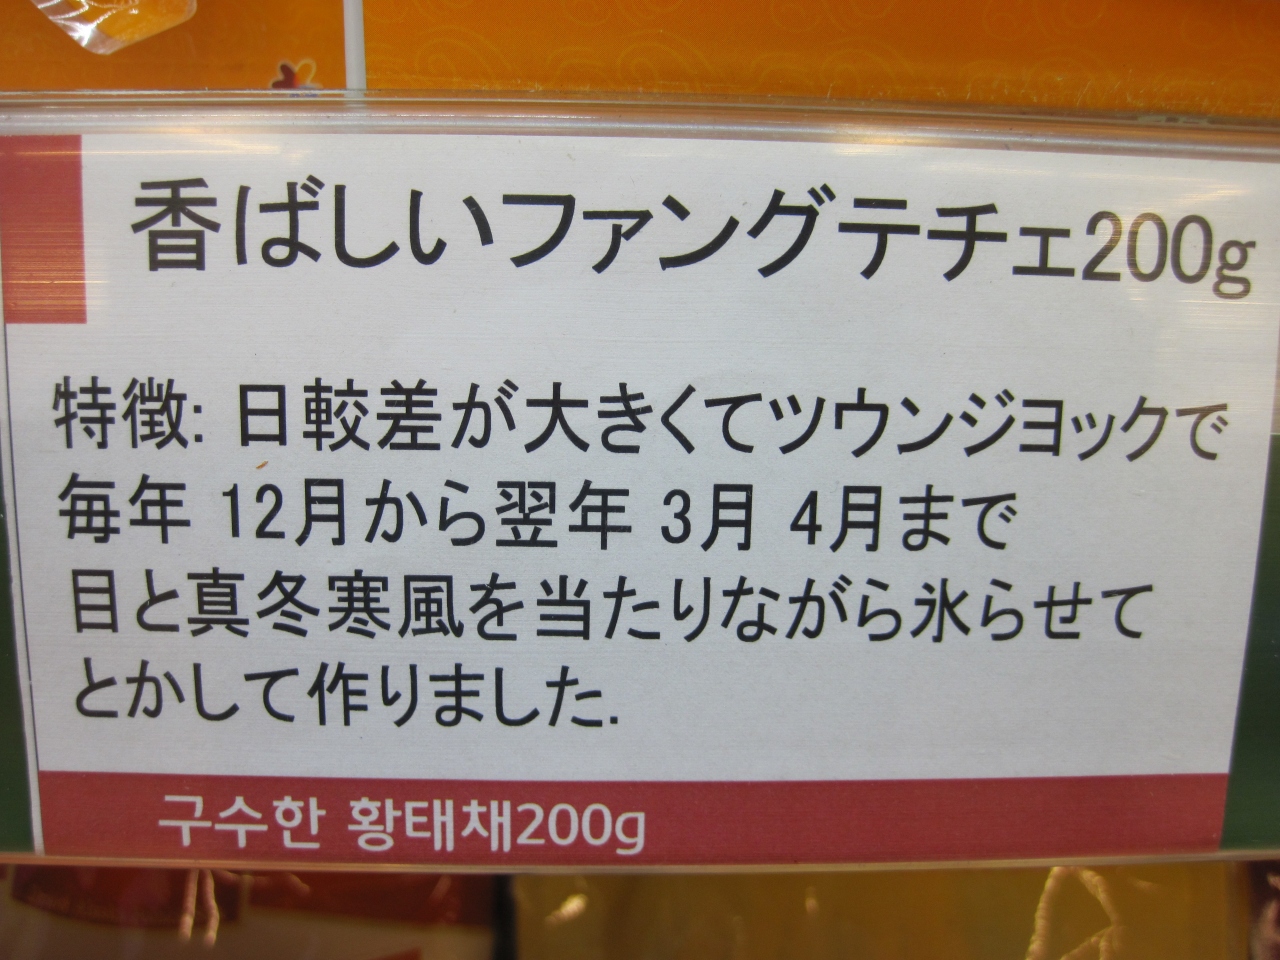 香ばしいファングテチェ200g
特徴: 日較差が大きくてツウンジヨックで
毎年 12月から翌年 3月 4月まで
目と真冬寒風を当たりながら氷らせて
とかして作りました.
구수한 황태채200g